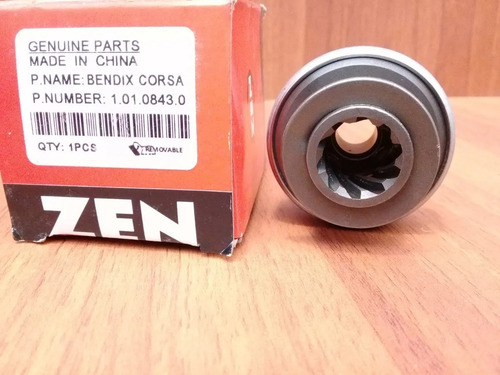 GENUINE PARTS
MADE IN CHINA
P.NAME: BENDIX CORSA
P.NUMBER: 1.01.0843.0
QTY: 1PCS
REMOVABLE
ZEN